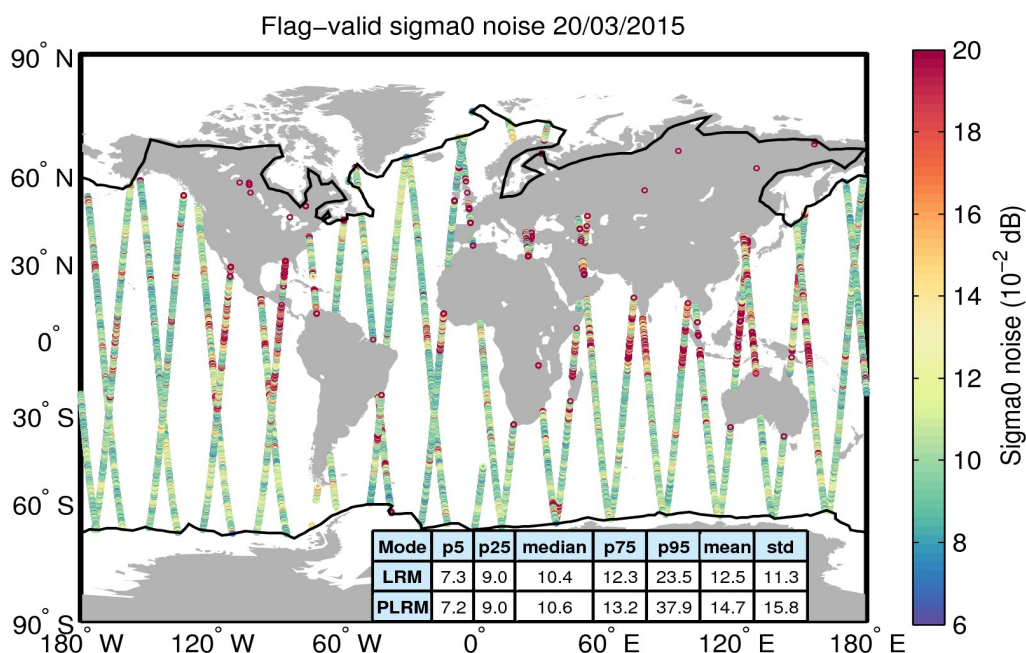 Flag−valid sigma0 noise 20/03/2015
90° N
60° N
30° N
0°
30° S
60° S
90° S
180° W
120° W
60° W
0°
60° E
120° E
180° E
Mode p5 p25 median p75 p95 mean std
LRM 7.3 9.0 10.4 12.3 23.5 12.5 11.3
PLRM 7.2 9.0 10.6 13.2 37.9 14.7 15.8
20
18
16
14
12
10
8
6
Sigma0 noise (10⁻² dB)